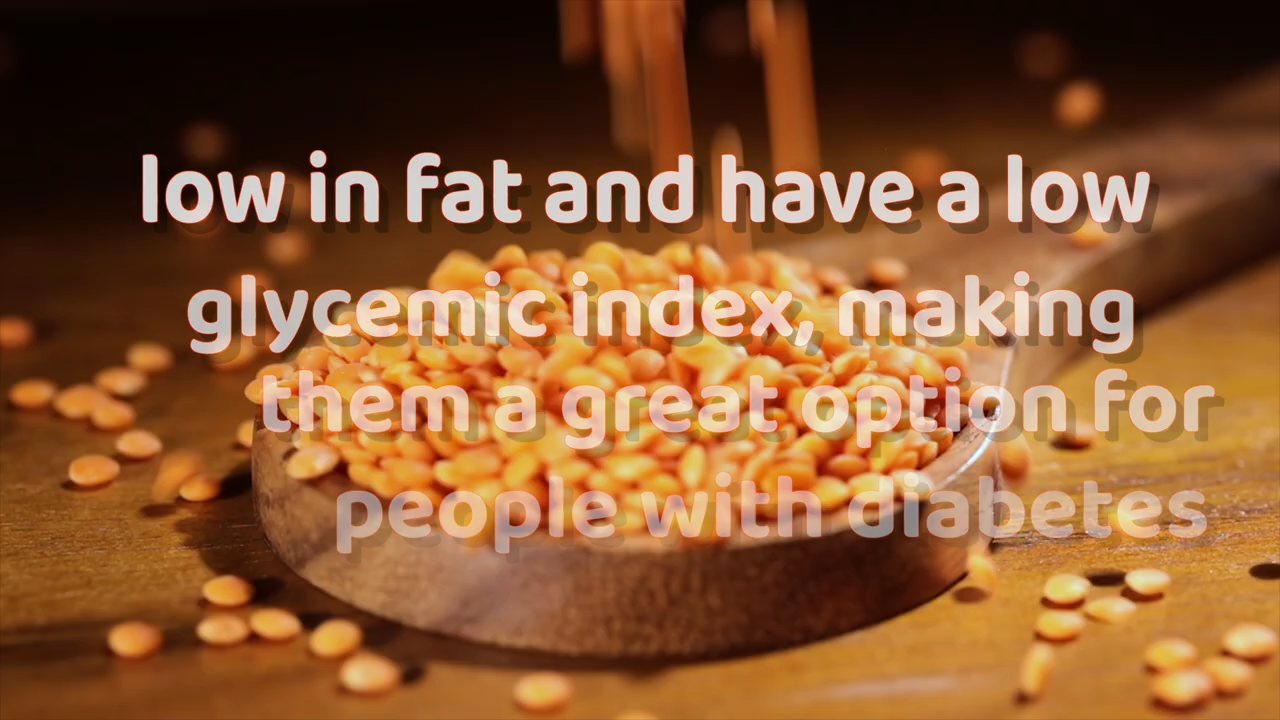 low in fat and have a low
glycemic index, making
them a great option for
people with diabetes